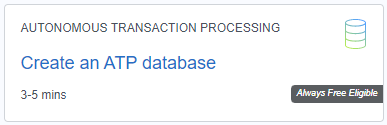 AUTONOMOUS TRANSACTION PROCESSING
Create an ATP database
3-5 mins
Always Free Eligible